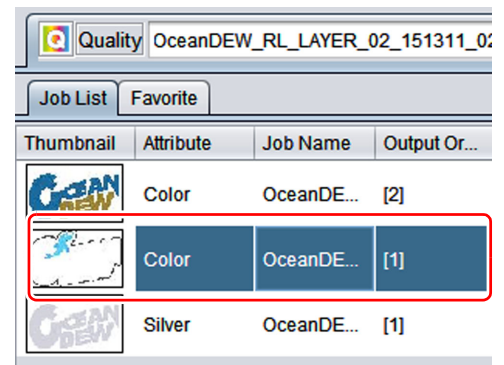 Quality OceanDEW_RL_LAYER_02_151311_02
Job List Favorite
Thumbnail Attribute Job Name Output Or...
OCEAN DEW Color OceanDE... [2]
Color OceanDE... [1]
OCEAN DEW Silver OceanDE... [1]